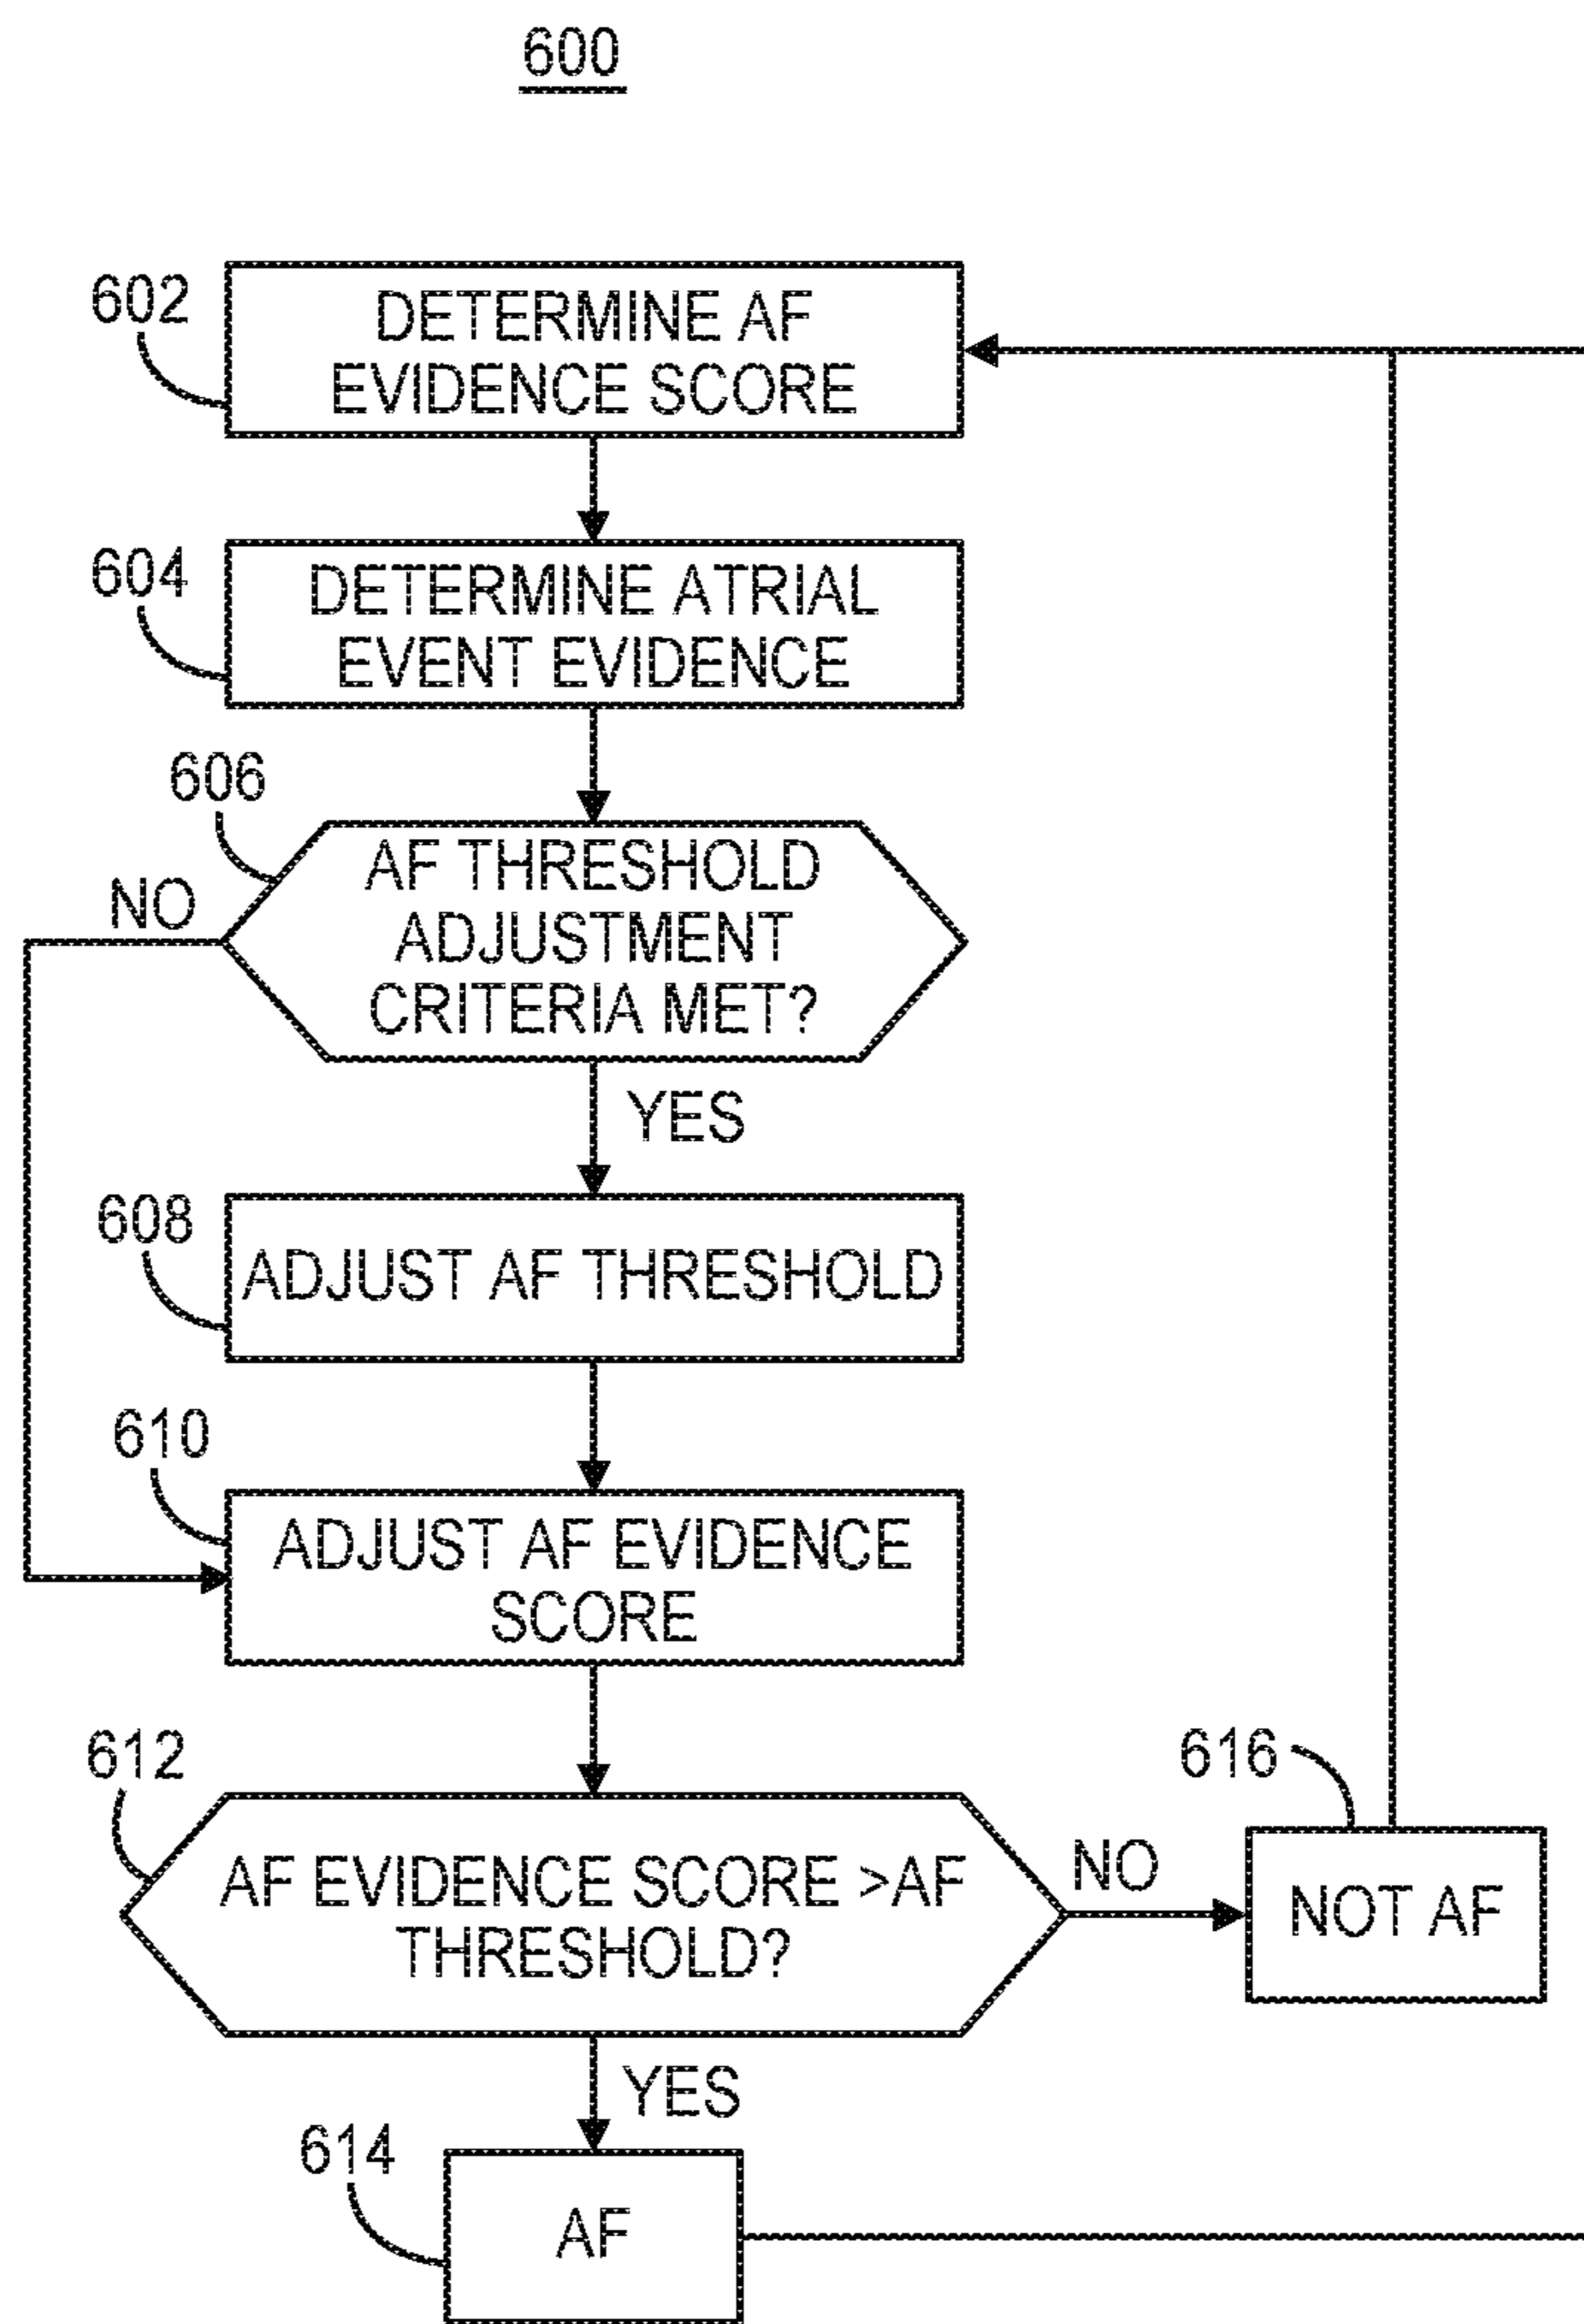 600
602
DETERMINE AF
EVIDENCE SCORE
604
DETERMINE ATRIAL
EVENT EVIDENCE
606
NO
AF THRESHOLD
ADJUSTMENT
CRITERIA MET?
YES
608
ADJUST AF THRESHOLD
610
ADJUST AF EVIDENCE
SCORE
612
AF EVIDENCE SCORE >AF
THRESHOLD?
NO
616
NOT AF
YES
614
AF